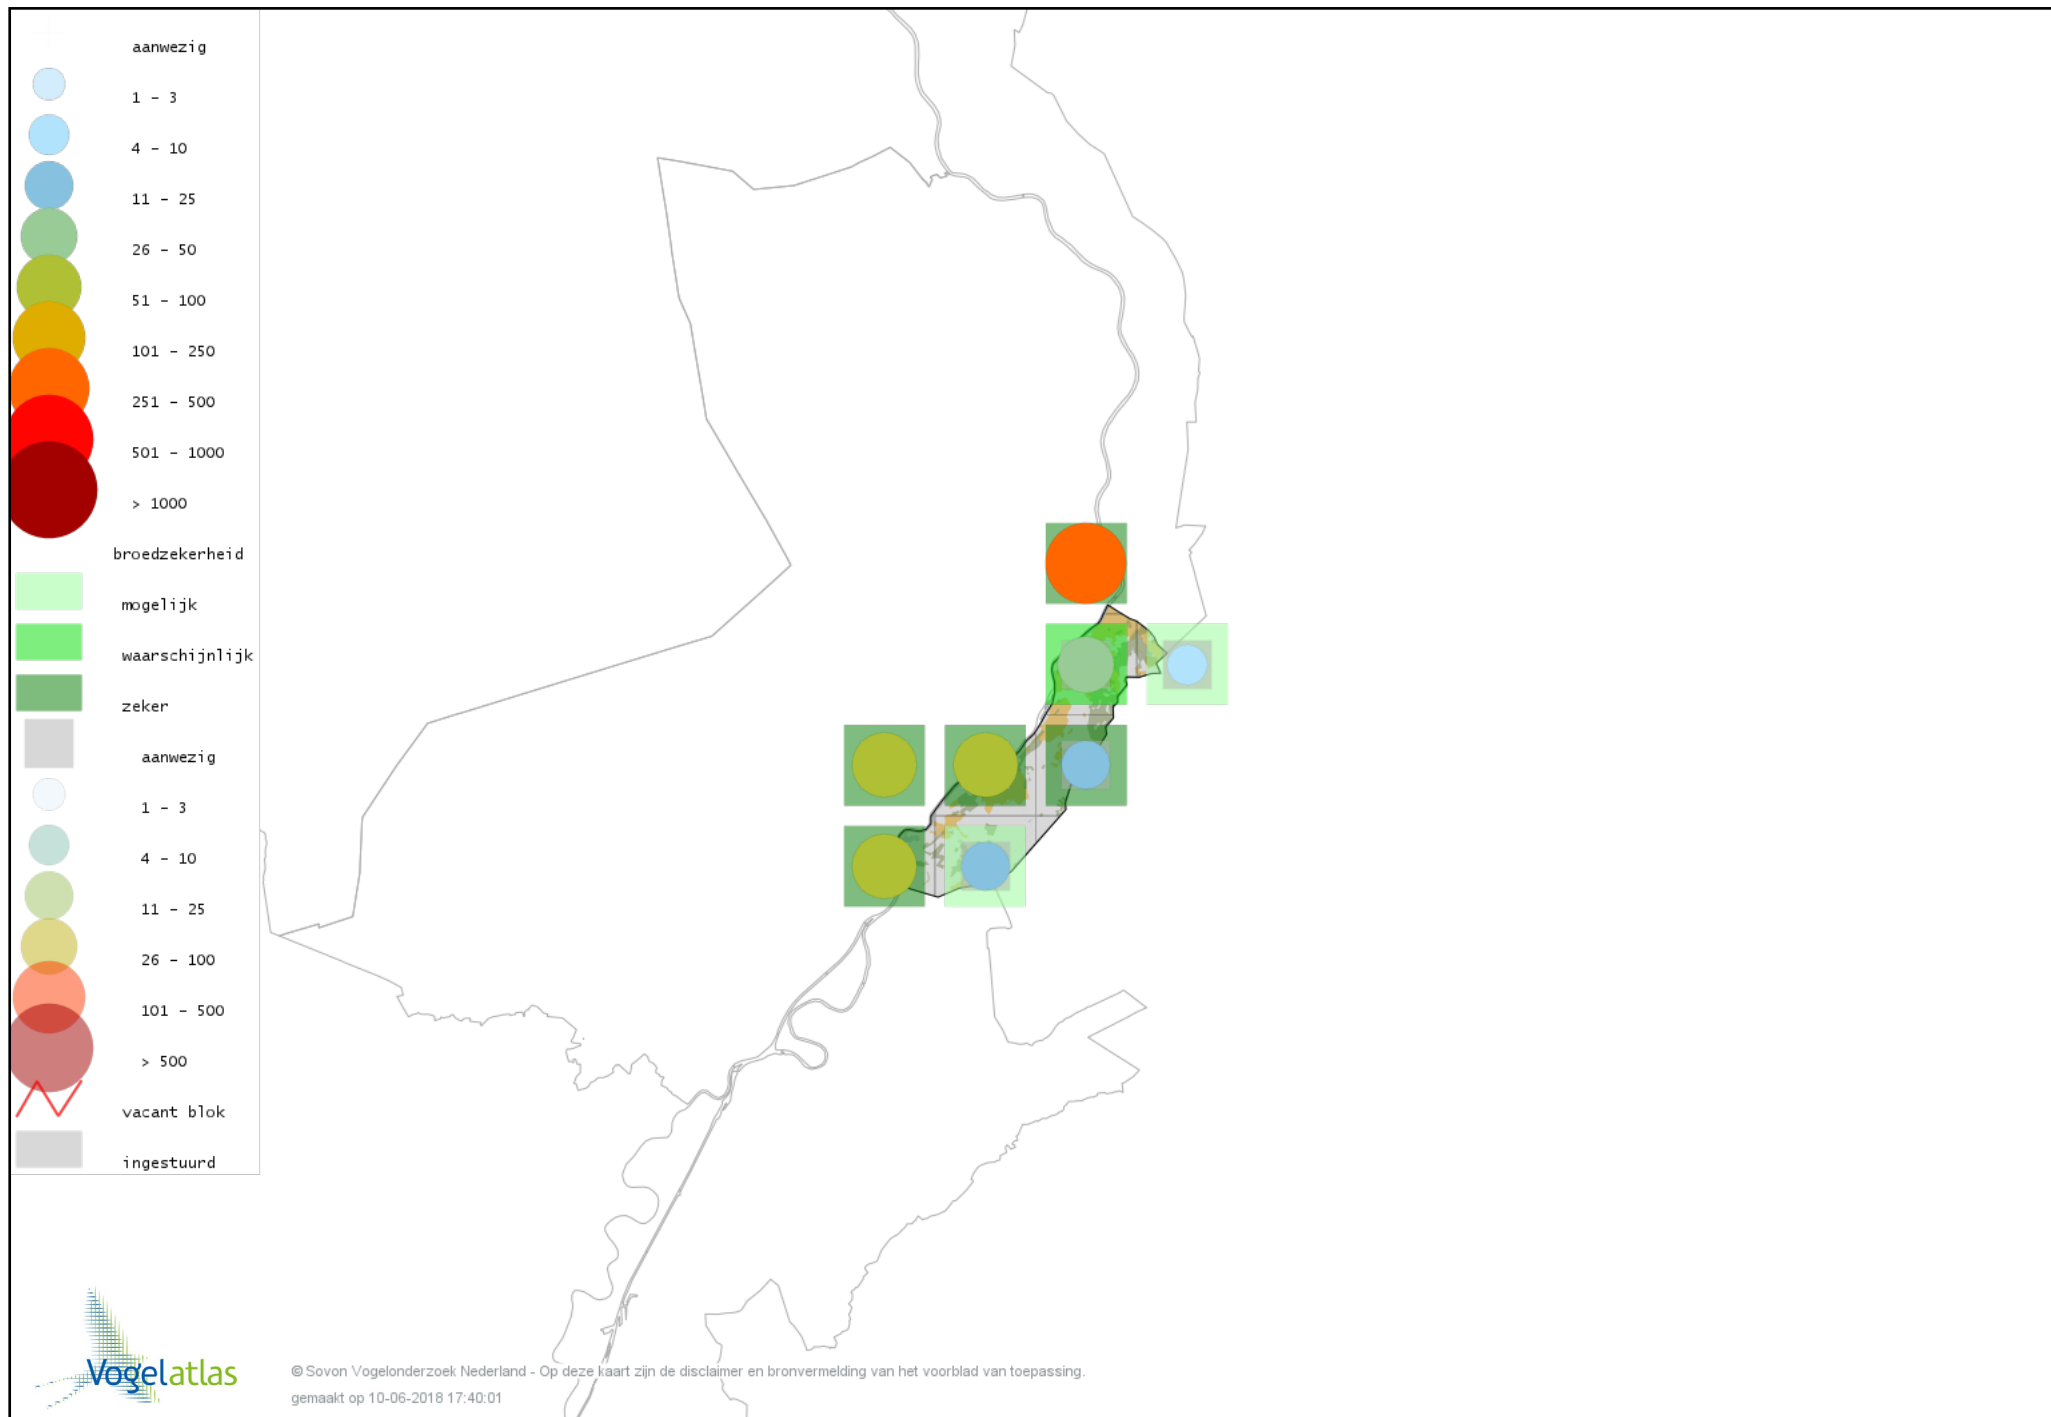 aanwezig
1 - 3
4 - 10
11 - 25
26 - 50
51 - 100
101 - 250
251 - 500
501 - 1000
> 1000
broedzekerheid
mogelijk
waarschijnlijk
zeker
aanwezig
1 - 3
4 - 10
11 - 25
26 - 100
101 - 500
> 500
vacant blok
ingestuurd
Vogelatlas
© Sovon Vogelonderzoek Nederland - Op deze kaart zijn de disclaimer en bronvermelding van het voorblad van toepassing.
gemaakt op 10-06-2018 17:40:01